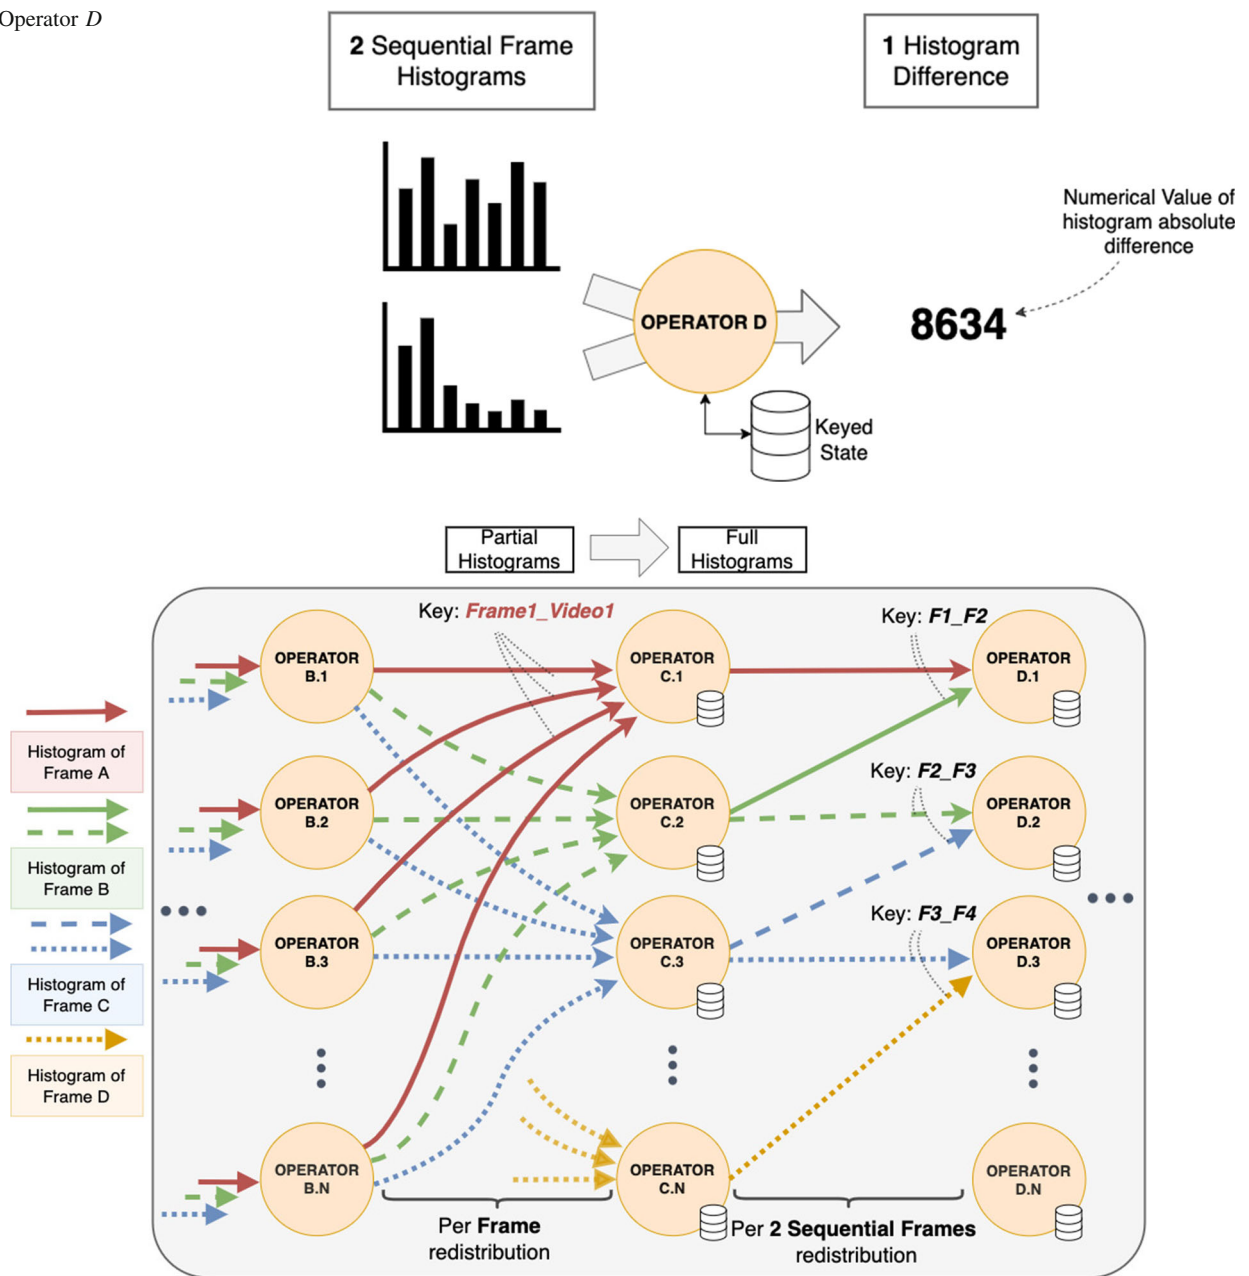 Operator D
2 Sequential Frame
Histograms
1 Histogram
Difference
Numerical Value of
histogram absolute
difference
OPERATOR D
8634
Keyed
State
Partial
Histograms
Full
Histograms
Key: Frame1_Video1
Key: F1_F2
OPERATOR
B.1
OPERATOR
C.1
OPERATOR
D.1
Histogram of
Frame A
Key: F2_F3
OPERATOR
B.2
OPERATOR
C.2
OPERATOR
D.2
Histogram of
Frame B
Key: F3_F4
OPERATOR
B.3
OPERATOR
C.3
OPERATOR
D.3
Histogram of
Frame C
Histogram of
Frame D
OPERATOR
B.N
OPERATOR
C.N
OPERATOR
D.N
Per Frame
redistribution
Per 2 Sequential Frames
redistribution